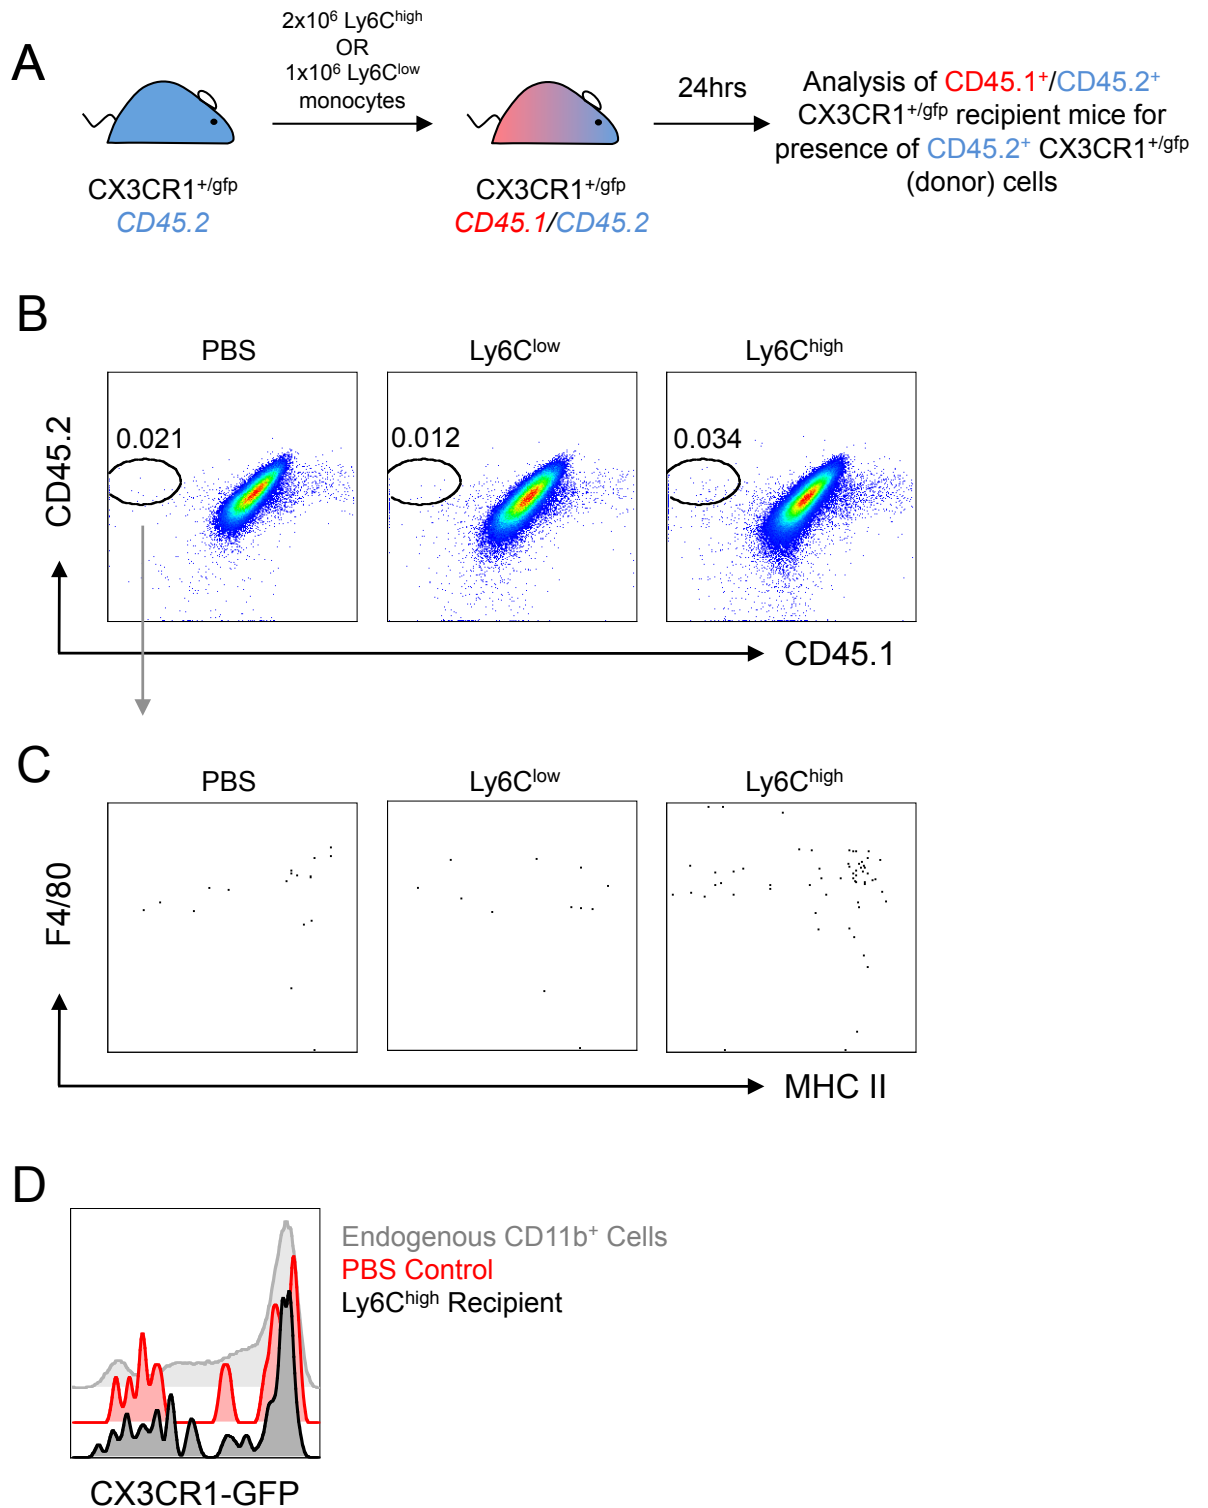 A
2x10⁶ Ly6Cʰⁱᵍʰ
OR
1x10⁶ Ly6Cˡᵒʷ
monocytes
24hrs
Analysis of CD45.1⁺/CD45.2⁺
CX3CR1⁺/ᵍᶠᵖ recipient mice for
presence of CD45.2⁺ CX3CR1⁺/ᵍᶠᵖ
(donor) cells
CX3CR1⁺/ᵍᶠᵖ
CD45.2
CX3CR1⁺/ᵍᶠᵖ
CD45.1/CD45.2
B
PBS
Ly6Cˡᵒʷ
Ly6Cʰⁱᵍʰ
CD45.2
0.021
0.012
0.034
CD45.1
C
PBS
Ly6Cˡᵒʷ
Ly6Cʰⁱᵍʰ
F4/80
MHC II
D
Endogenous CD11b⁺ Cells
PBS Control
Ly6Cʰⁱᵍʰ Recipient
CX3CR1-GFP